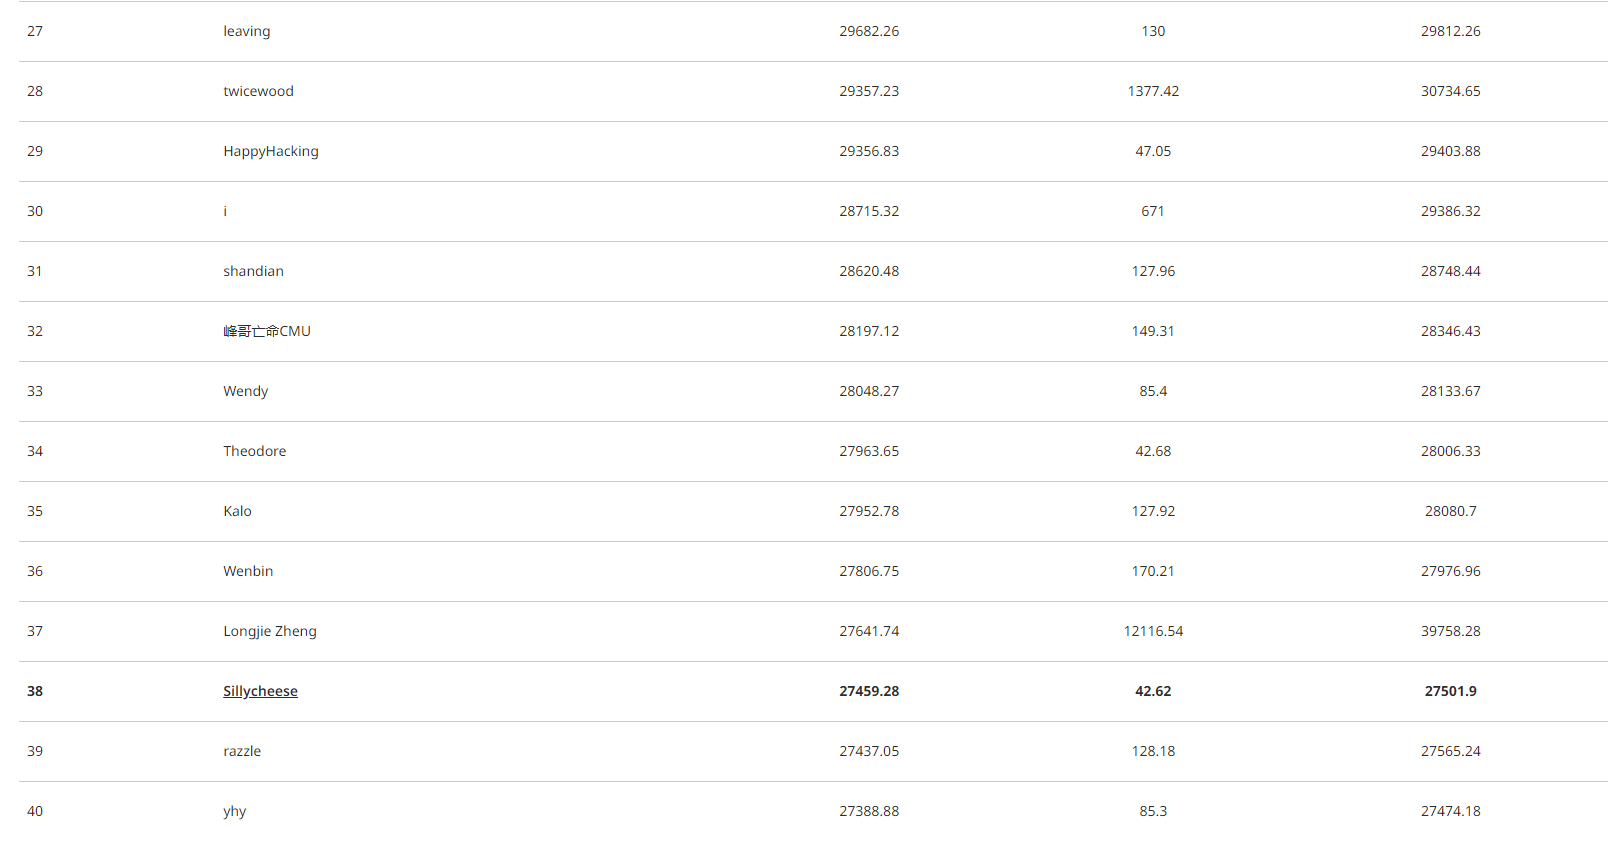 27 leaving 29682.26 130 29812.26
28 twicewood 29357.23 1377.42 30734.65
29 HappyHacking 29356.83 47.05 29403.88
30 i 28715.32 671 29386.32
31 shandian 28620.48 127.96 28748.44
32 峰哥亡命CMU 28197.12 149.31 28346.43
33 Wendy 28048.27 85.4 28133.67
34 Theodore 27963.65 42.68 28006.33
35 Kalo 27952.78 127.92 28080.7
36 Wenbin 27806.75 170.21 27976.96
37 Longjie Zheng 27641.74 12116.54 39758.28
38 Sillycheese 27459.28 42.62 27501.9
39 razzle 27437.05 128.18 27565.24
40 yhy 27388.88 85.3 27474.18